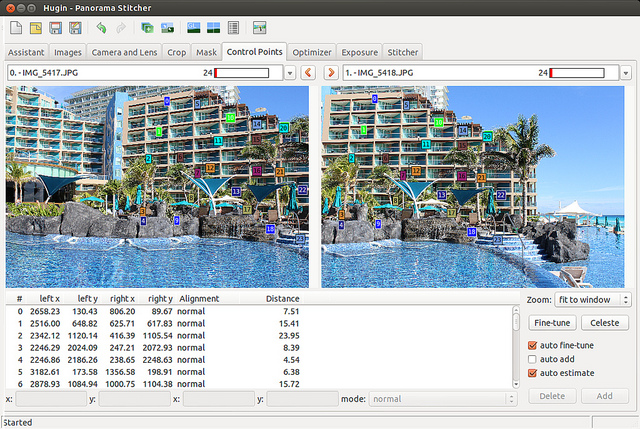 Hugin - Panorama Stitcher
Assistant Images Camera and Lens Crop Mask Control Points Optimizer Exposure Stitcher
0. - IMG_5417.JPG 24 1. - IMG_5418.JPG 24
# left x left y right x right y Alignment Distance
0 2658.23 130.43 806.20 89.67 normal 7.51
1 2516.00 648.82 625.71 617.83 normal 15.41
2 2342.12 1120.14 416.39 1105.54 normal 23.95
3 2246.29 2024.09 247.21 2072.93 normal 8.39
4 2246.86 2186.26 238.65 2248.63 normal 4.54
5 3182.61 173.58 1356.58 198.91 normal 6.38
6 2878.93 1084.94 1000.75 1104.38 normal 15.72
Zoom: fit to window
Fine-tune Celeste
auto fine-tune
auto add
auto estimate
x: y: x: y: mode: normal
Delete Add
Started